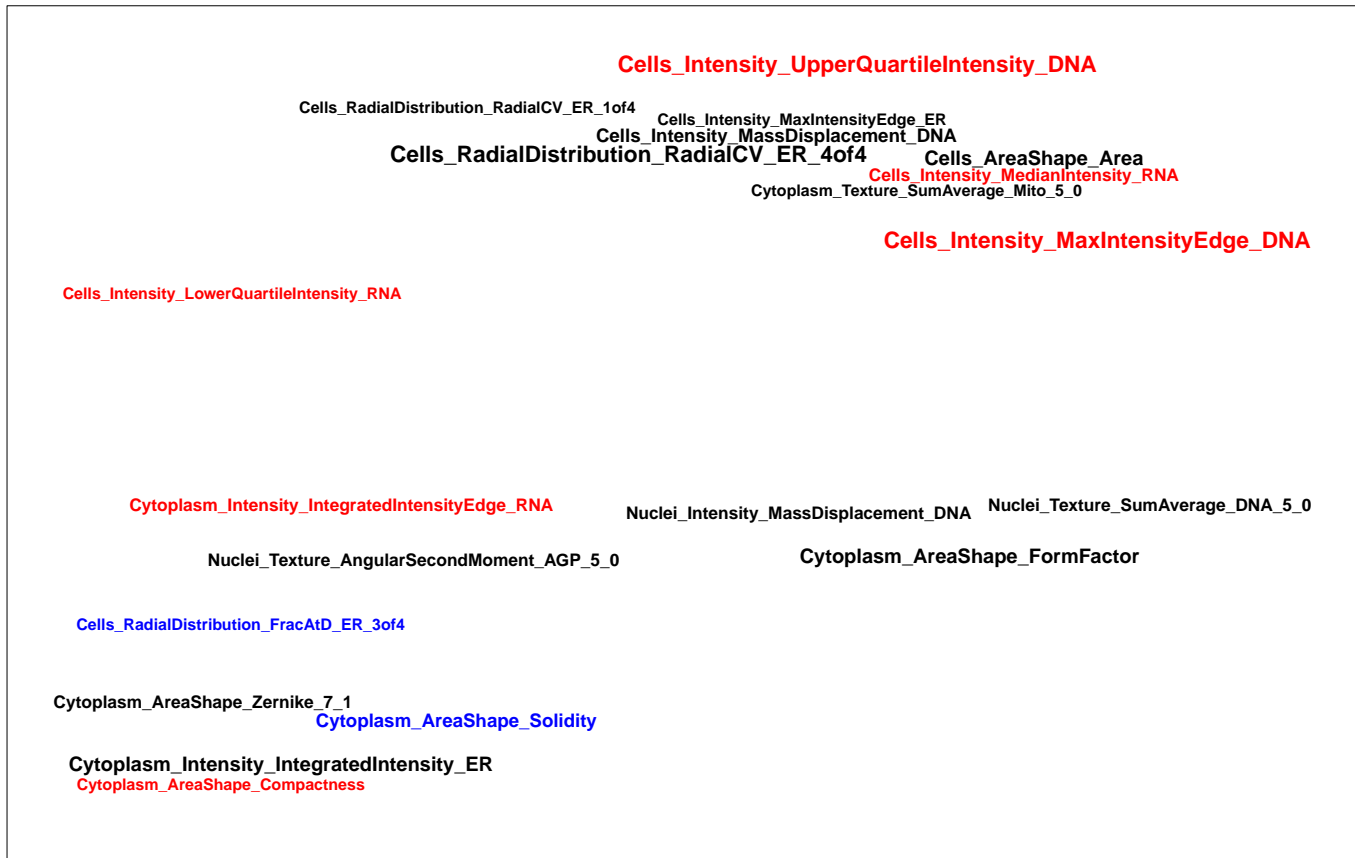 Cells_Intensity_UpperQuartileIntensity_DNA
Cells_RadialDistribution_RadialCV_ER_1of4
Cells_Intensity_MaxIntensityEdge_ER
Cells_Intensity_MassDisplacement_DNA
Cells_RadialDistribution_RadialCV_ER_4of4
Cells_AreaShape_Area
Cells_Intensity_MedianIntensity_RNA
Cytoplasm_Texture_SumAverage_Mito_5_0
Cells_Intensity_MaxIntensityEdge_DNA
Cells_Intensity_LowerQuartileIntensity_RNA
Cytoplasm_Intensity_IntegratedIntensityEdge_RNA
Nuclei_Intensity_MassDisplacement_DNA
Nuclei_Texture_SumAverage_DNA_5_0
Nuclei_Texture_AngularSecondMoment_AGP_5_0
Cytoplasm_AreaShape_FormFactor
Cells_RadialDistribution_FracAtD_ER_3of4
Cytoplasm_AreaShape_Zernike_7_1
Cytoplasm_AreaShape_Solidity
Cytoplasm_Intensity_IntegratedIntensity_ER
Cytoplasm_AreaShape_Compactness